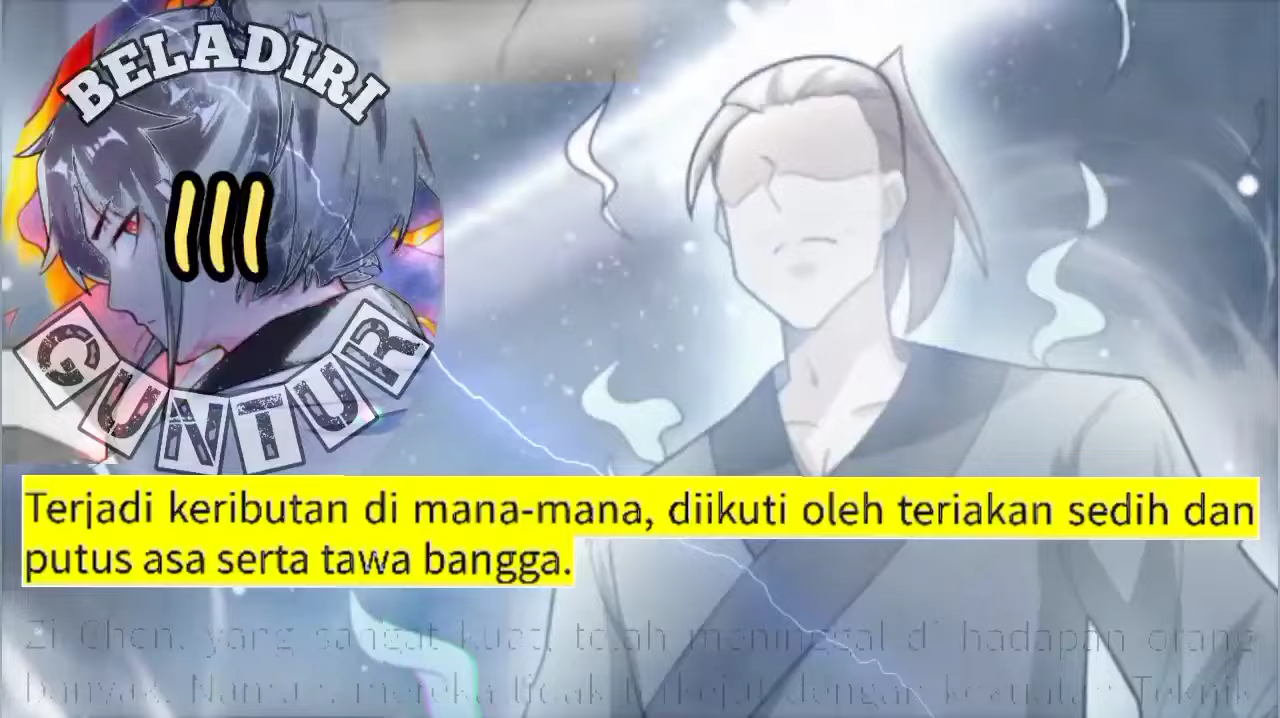 BELADIRI
III
GUNTUR
Terjadi keributan di mana-mana, diikuti oleh teriakan sedih dan
putus asa serta tawa bangga.
Zi Chen, yang sangat kuat, telah meninggal di hadapan orang
banyak. Namun, mereka tidak terkejut dengan kekuatan Teknik